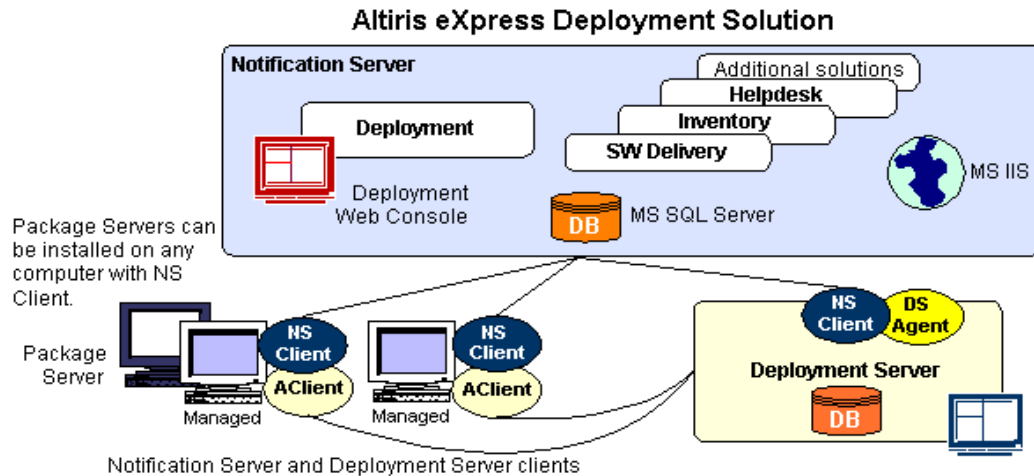 Altiris eXpress Deployment Solution
Notification Server
Additional solutions
Helpdesk
Inventory
SW Delivery
Deployment
Deployment
Web Console
DB
MS SQL Server
MS IIS
Package Servers can
be installed on any
computer with NS
Client.
Package
Server
NS
Client
AClient
Managed
NS
Client
AClient
Managed
NS
Client
DS
Agent
Deployment Server
DB
Notification Server and Deployment Server clients